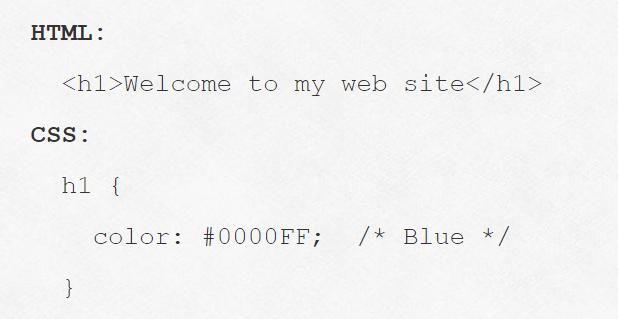 HTML:
<h1>Welcome to my web site</h1>
CSS:
h1 {
color: #0000FF;  /* Blue */
}